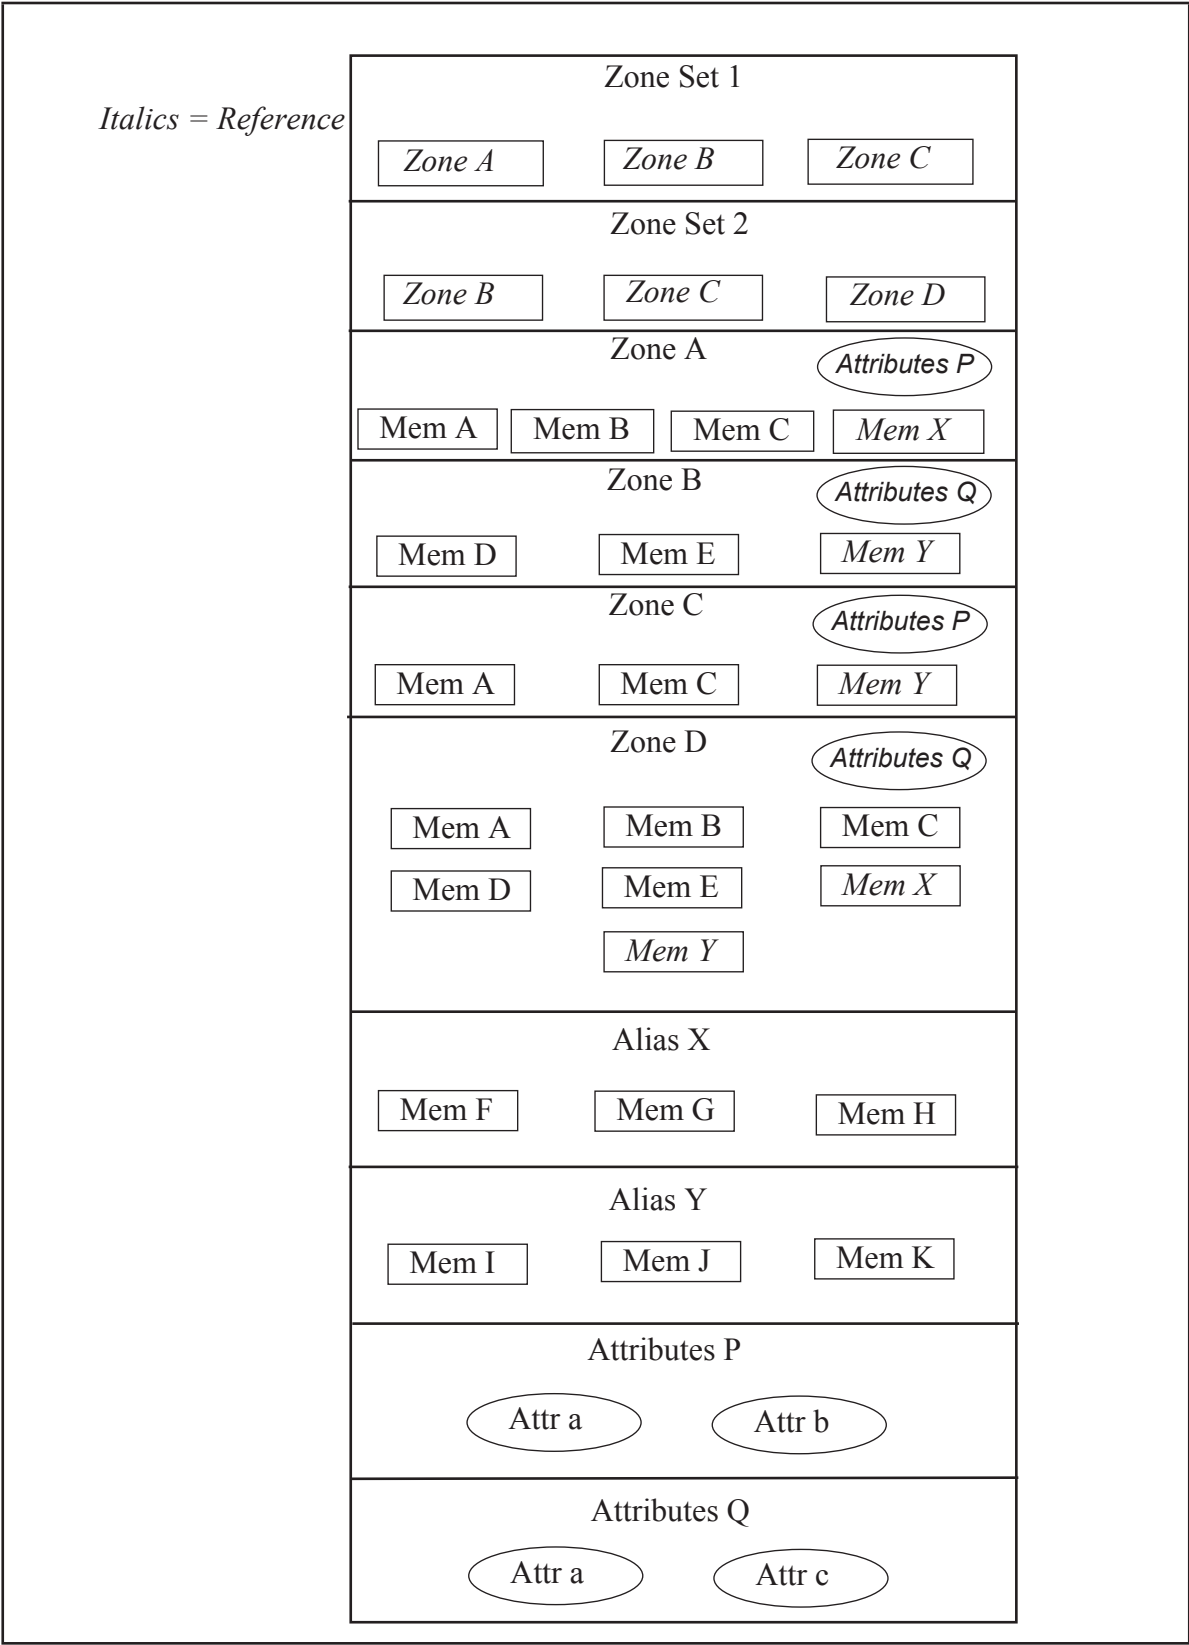 Zone Set 1
Italics = Reference
Zone A Zone B Zone C
Zone Set 2
Zone B Zone C Zone D
Zone A Attributes P
Mem A Mem B Mem C Mem X
Zone B Attributes Q
Mem D Mem E Mem Y
Zone C Attributes P
Mem A Mem C Mem Y
Zone D Attributes Q
Mem A Mem B Mem C
Mem D Mem E Mem X
Mem Y
Alias X
Mem F Mem G Mem H
Alias Y
Mem I Mem J Mem K
Attributes P
Attr a Attr b
Attributes Q
Attr a Attr c